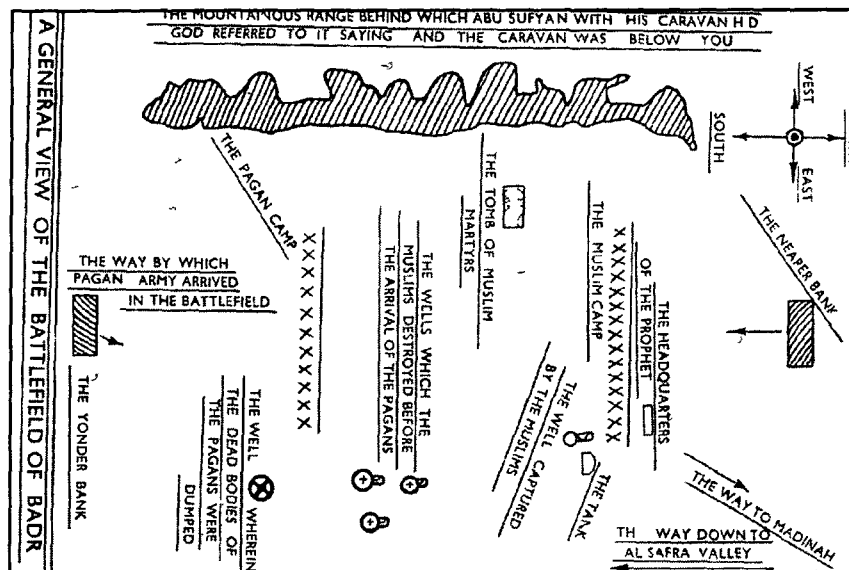 A GENERAL VIEW OF THE BATTLEFIELD OF BADR
THE MOUNTAINOUS RANGE BEHIND WHICH ABU SUFYAN WITH HIS CARAVAN H D
GOD REFERRED TO IT SAYING AND THE CARAVAN WAS BELOW YOU
WEST
SOUTH
EAST
THE PAGAN CAMP
THE TOMB OF MUSLIM
MARTYRS
THE MUSLIM CAMP
THE HEADQUARTERS
OF THE PROPHET
THE NEARER BANK
THE WAY BY WHICH
PAGAN ARMY ARRIVED
IN THE BATTLEFIELD
XXXXXXXXXXXX
THE WELLS WHICH THE
MUSLIMS DESTROYED BEFORE
THE ARRIVAL OF THE PAGANS
XXXXXXXXXXXXX
THE WELL CAPTURED
BY THE MUSLIMS
THE TANK
THE YONDER BANK
THE WELL WHEREIN
THE DEAD BODIES OF
THE PAGANS WERE
DUMPED
THE WAY TO MADINAH
TH WAY DOWN TO
AL SAFRA VALLEY